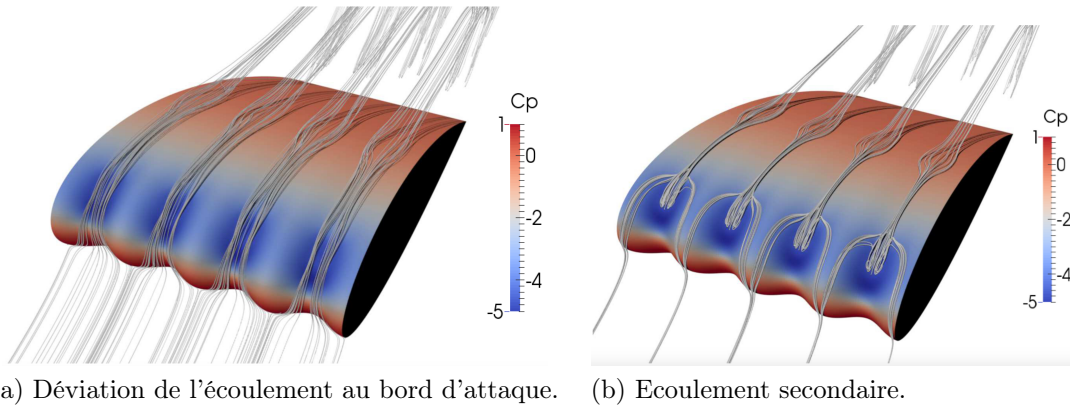 Cp
1
0
-2
-4
-5
Cp
1
0
-2
-4
-5
a) Déviation de l'écoulement au bord d'attaque.
(b) Ecoulement secondaire.